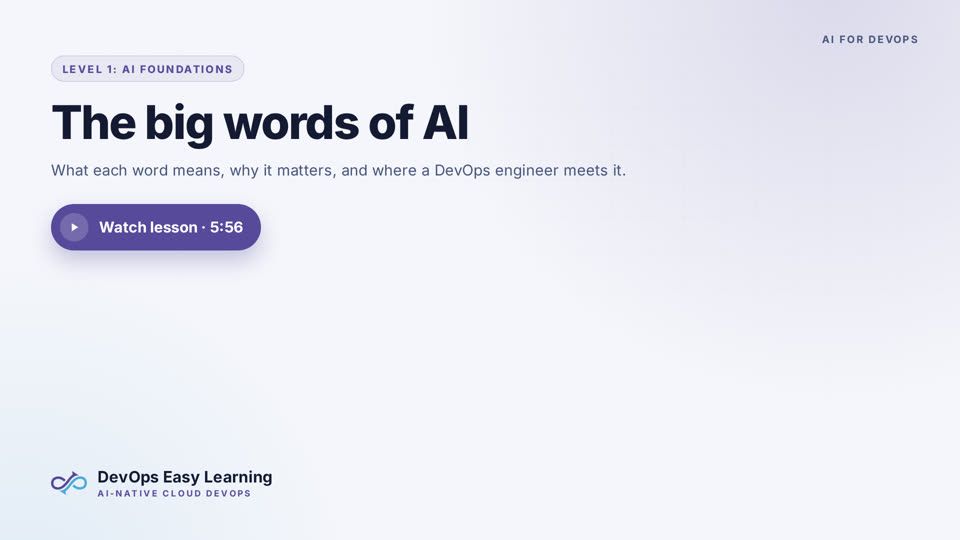 AI FOR DEVOPS
LEVEL 1: AI FOUNDATIONS
The big words of AI
What each word means, why it matters, and where a DevOps engineer meets it.
Watch lesson · 5:56
DevOps Easy Learning
AI-NATIVE CLOUD DEVOPS